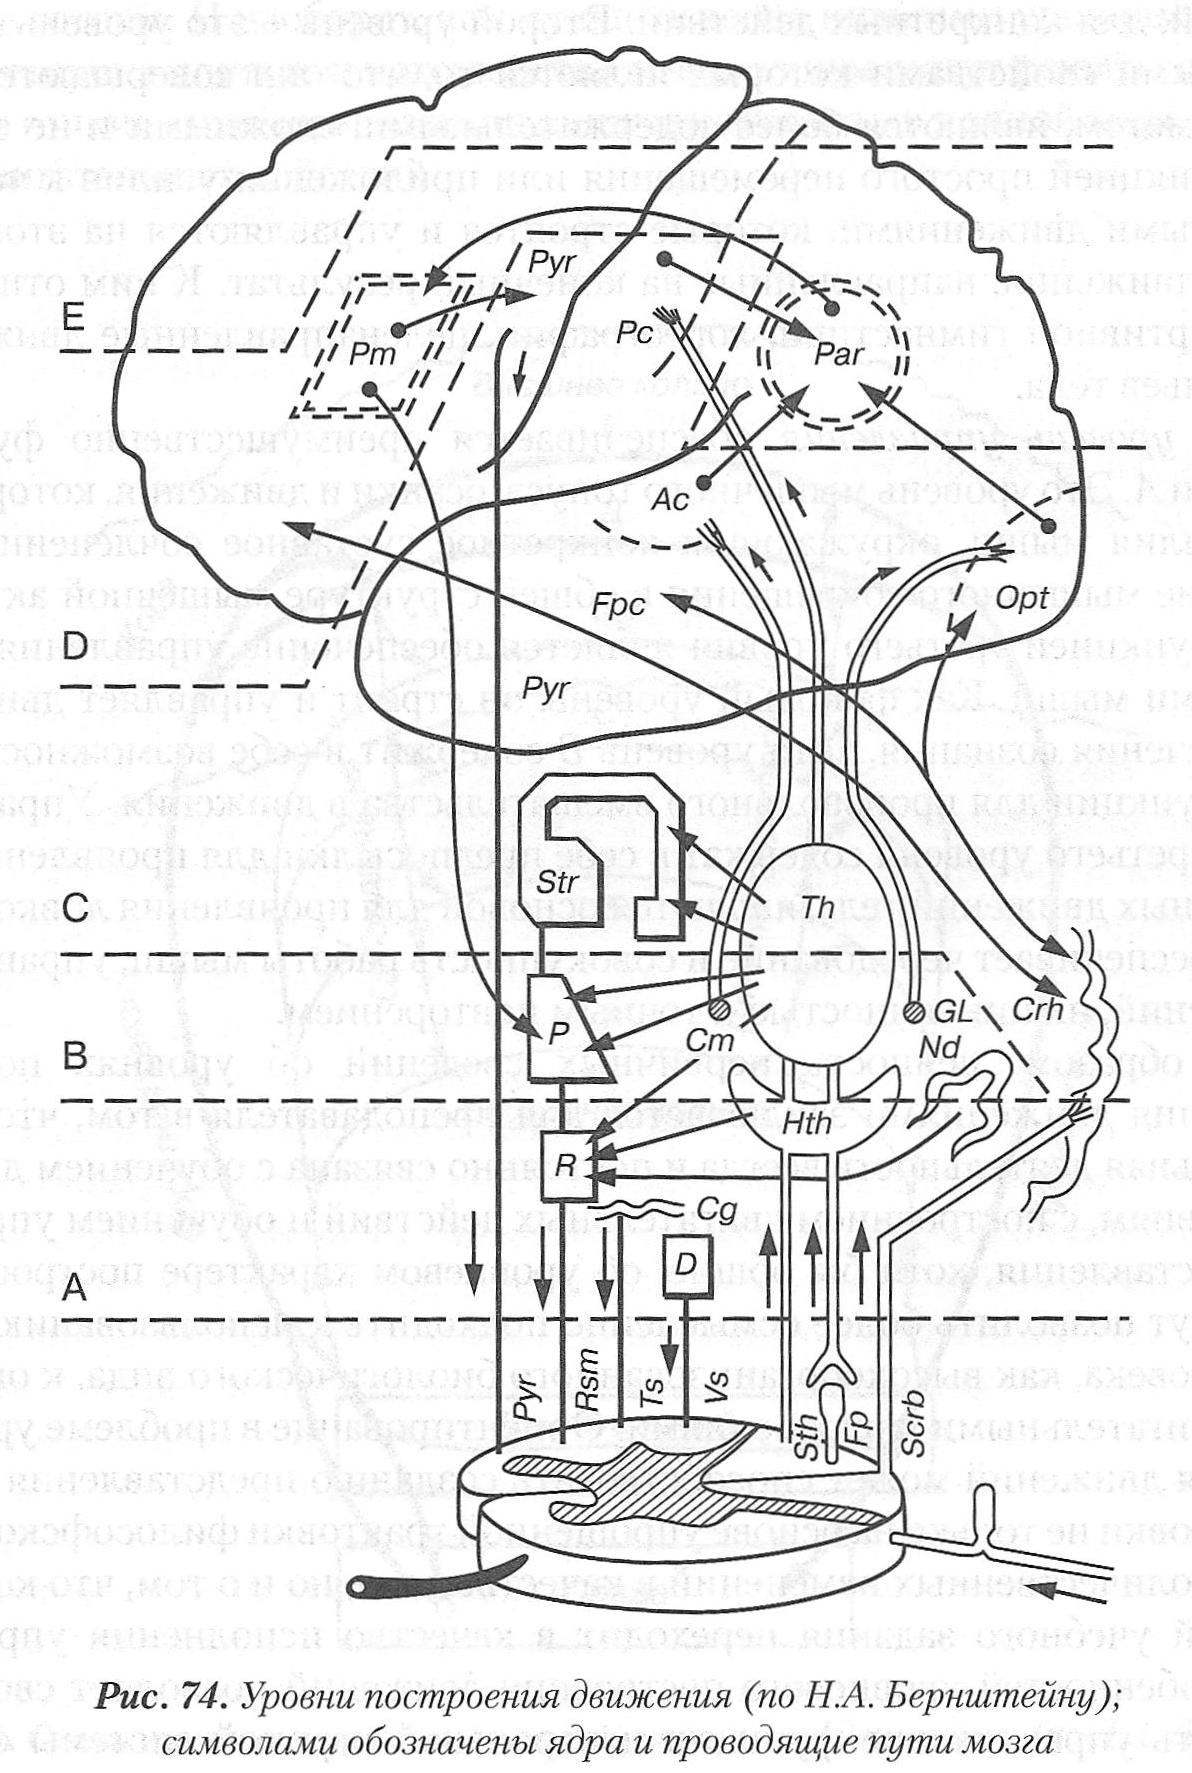 Pyr
E
Pc
Pm
Par
Ac
Fpc
Opt
D
Pyr
Str
Th
C
P
GL
Crh
Cm
Nd
B
Hth
R
Cg
D
A
Pyr
Rsm
Ts
Vs
Sth
Fp
Scrb
Рис. 74. Уровни построения движения (по Н.А. Бернштейну);
символами обозначены ядра и проводящие пути мозга